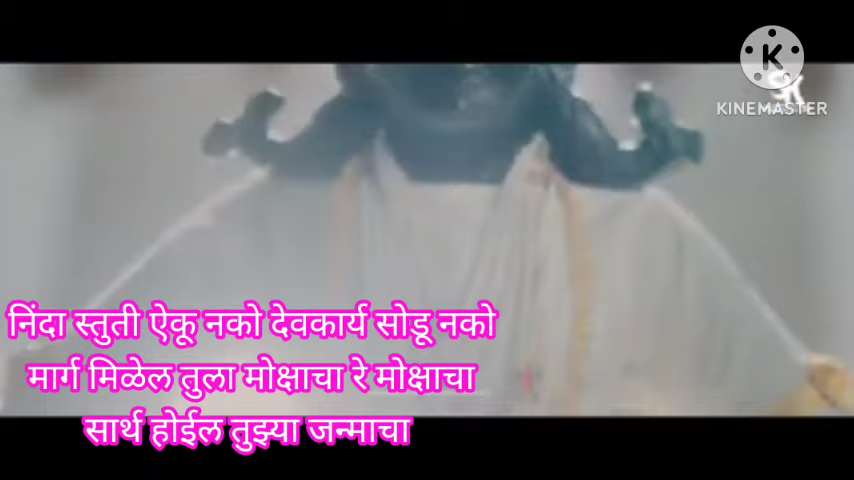 KINEMASTER
निंदा स्तुती ऐकू नको देवकार्य सोडू नको
मार्ग मिळेल तुला मोक्षाचा रे मोक्षाचा
सार्थ होईल तुझ्या जन्माचा